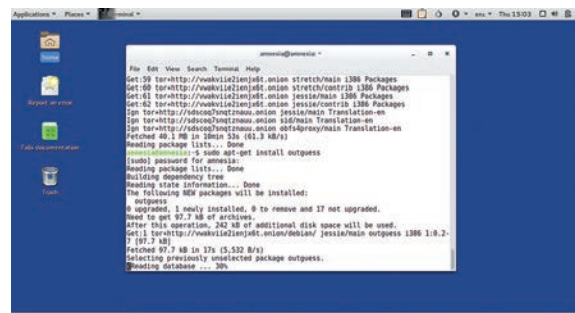 Applications ▾ Places ▾ Terminal ▾
en₁ ▾ Thu 15:03
Home
Report an error
Tails documentation
Trash
amnesia@amnesia: ~
File Edit View Search Terminal Help
Get:59 tor+http://vwakviie2ienjx6t.onion stretch/main i386 Packages
Get:60 tor+http://vwakviie2ienjx6t.onion stretch/contrib i386 Packages
Get:61 tor+http://vwakviie2ienjx6t.onion jessie/main i386 Packages
Get:62 tor+http://vwakviie2ienjx6t.onion jessie/contrib i386 Packages
Ign tor+http://sdscoq7snqtznauu.onion jessie/main Translation-en
Ign tor+http://sdscoq7snqtznauu.onion sid/main Translation-en
Ign tor+http://sdscoq7snqtznauu.onion obfs4proxy/main Translation-en
Fetched 40.1 MB in 10min 53s (61.3 kB/s)
Reading package lists... Done
amnesia@amnesia:~$ sudo apt-get install outguess
[sudo] password for amnesia:
Reading package lists... Done
Building dependency tree
Reading state information... Done
The following NEW packages will be installed:
outguess
0 upgraded, 1 newly installed, 0 to remove and 17 not upgraded.
Need to get 97.7 kB of archives.
After this operation, 242 kB of additional disk space will be used.
Get:1 tor+http://vwakviie2ienjx6t.onion/debian/ jessie/main outguess i386 1:0.2-
7 [97.7 kB]
Fetched 97.7 kB in 17s (5,532 B/s)
Selecting previously unselected package outguess.
(Reading database ... 30%